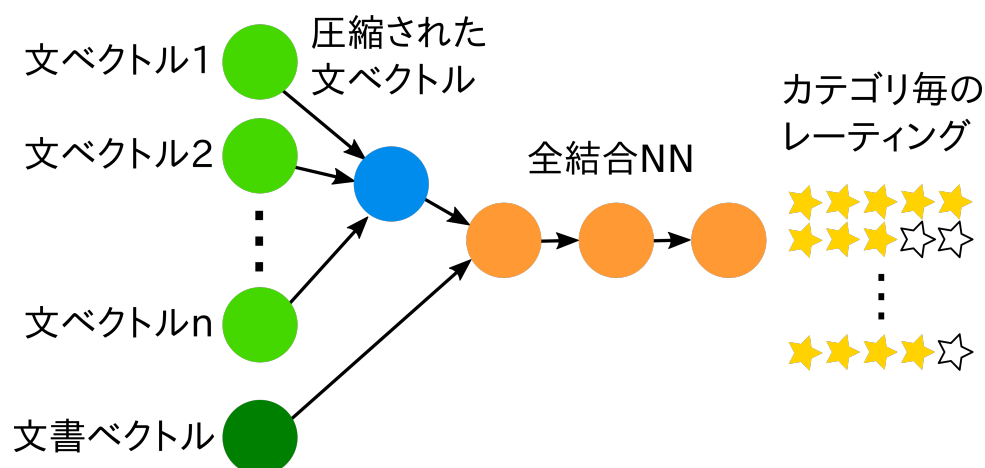 文ベクトル1
圧縮された
文ベクトル
文ベクトル2
文ベクトルn
文書ベクトル
全結合NN
カテゴリ毎の
レーティング